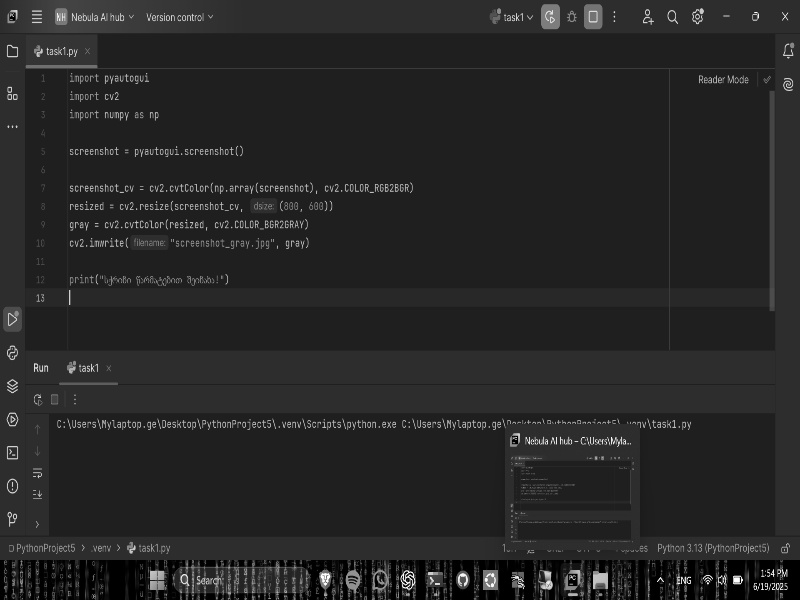 NH Nebula AI hub Version control task1
task1.py
Reader Mode
1 import pyautogui
2 import cv2
3 import numpy as np
4
5 screenshot = pyautogui.screenshot()
6
7 screenshot_cv = cv2.cvtColor(np.array(screenshot), cv2.COLOR_RGB2BGR)
8 resized = cv2.resize(screenshot_cv, dsize: (800, 600))
9 gray = cv2.cvtColor(resized, cv2.COLOR_BGR2GRAY)
10 cv2.imwrite( filename: "screenshot_gray.jpg", gray)
11
12 print("სქრინი წარმატებით შეინახა!")
13
Run task1
C:\Users\Mylaptop.ge\Desktop\PythonProject5\.venv\Scripts\python.exe C:\Users\Mylaptop.ge\Desktop\PythonProject5\.venv\task1.py
Nebula AI hub – C:\Users\Myla...
PythonProject5 > .venv > task1.py
Python 3.13 (PythonProject5)
Search
ENG
1:54 PM
6/19/2025